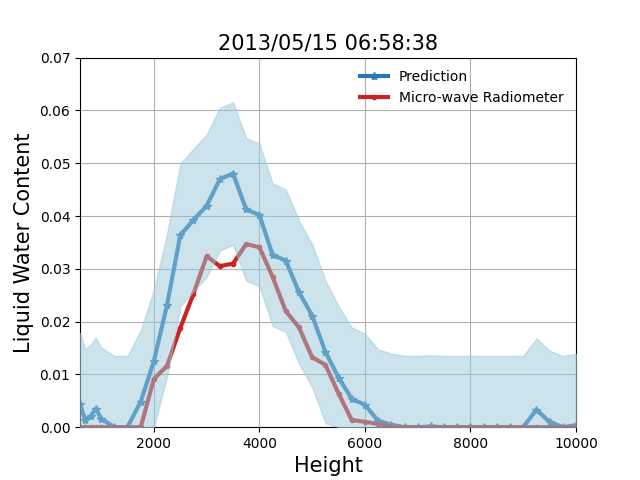 2013/05/15 06:58:38
0.07
0.06
0.05
0.04
0.03
0.02
0.01
0.00
Liquid Water Content
Prediction
Micro-wave Radiometer
2000 4000 6000 8000 10000
Height